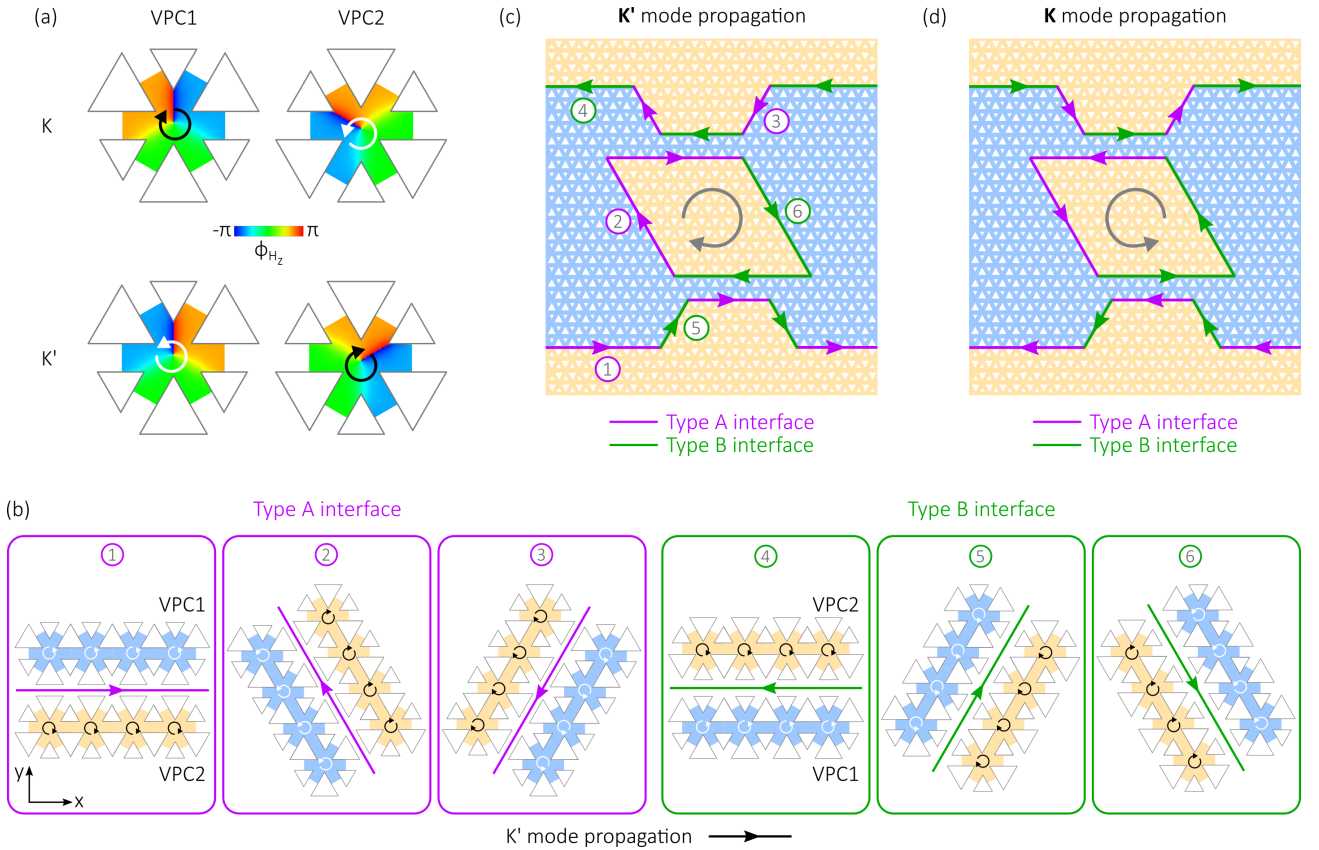 (a)
VPC1
VPC2
K
-π
π
ϕHz
K'
(c)
K' mode propagation
4
3
2
6
5
1
Type A interface
Type B interface
(d)
K mode propagation
Type A interface
Type B interface
(b)
Type A interface
Type B interface
1
VPC1
VPC2
y
x
2
3
4
VPC2
VPC1
5
6
K' mode propagation